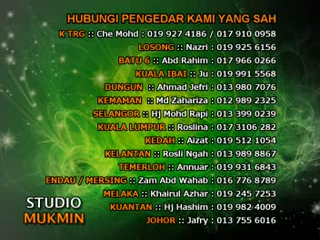 HUBUNGI PENGEDAR KAMI YANG SAH
K TRG :: Che Mohd : 019 927 4186 / 017 910 0958
LOSONG :: Nazri : 019 925 6156
BATU 6 :: Abd Rahim : 017 966 0266
KUALA IBAI :: Ju : 019 991 5568
DUNGUN :: Ahmad Jefri : 013 980 7076
KEMAMAN :: Md Zahariza : 012 989 2325
SELANGOR :: HJ Mohd Rapi : 013 399 0239
KUALA LUMPUR :: Roslina : 017 3106 282
KEDAH :: Aizat : 019 512 1054
KELANTAN :: Rosli Ngah : 013 989 8867
TEMERLOH :: Annuar : 019 931 6843
ENDAU / MERSING :: Zam Abd Wahab : 016 776 8789
MELAKA :: Khairul Azhar : 019 245 7253
KUANTAN :: Hj Hashim : 019 982 4009
JOHOR :: Jafry : 013 755 6016
STUDIO
MUKMIN